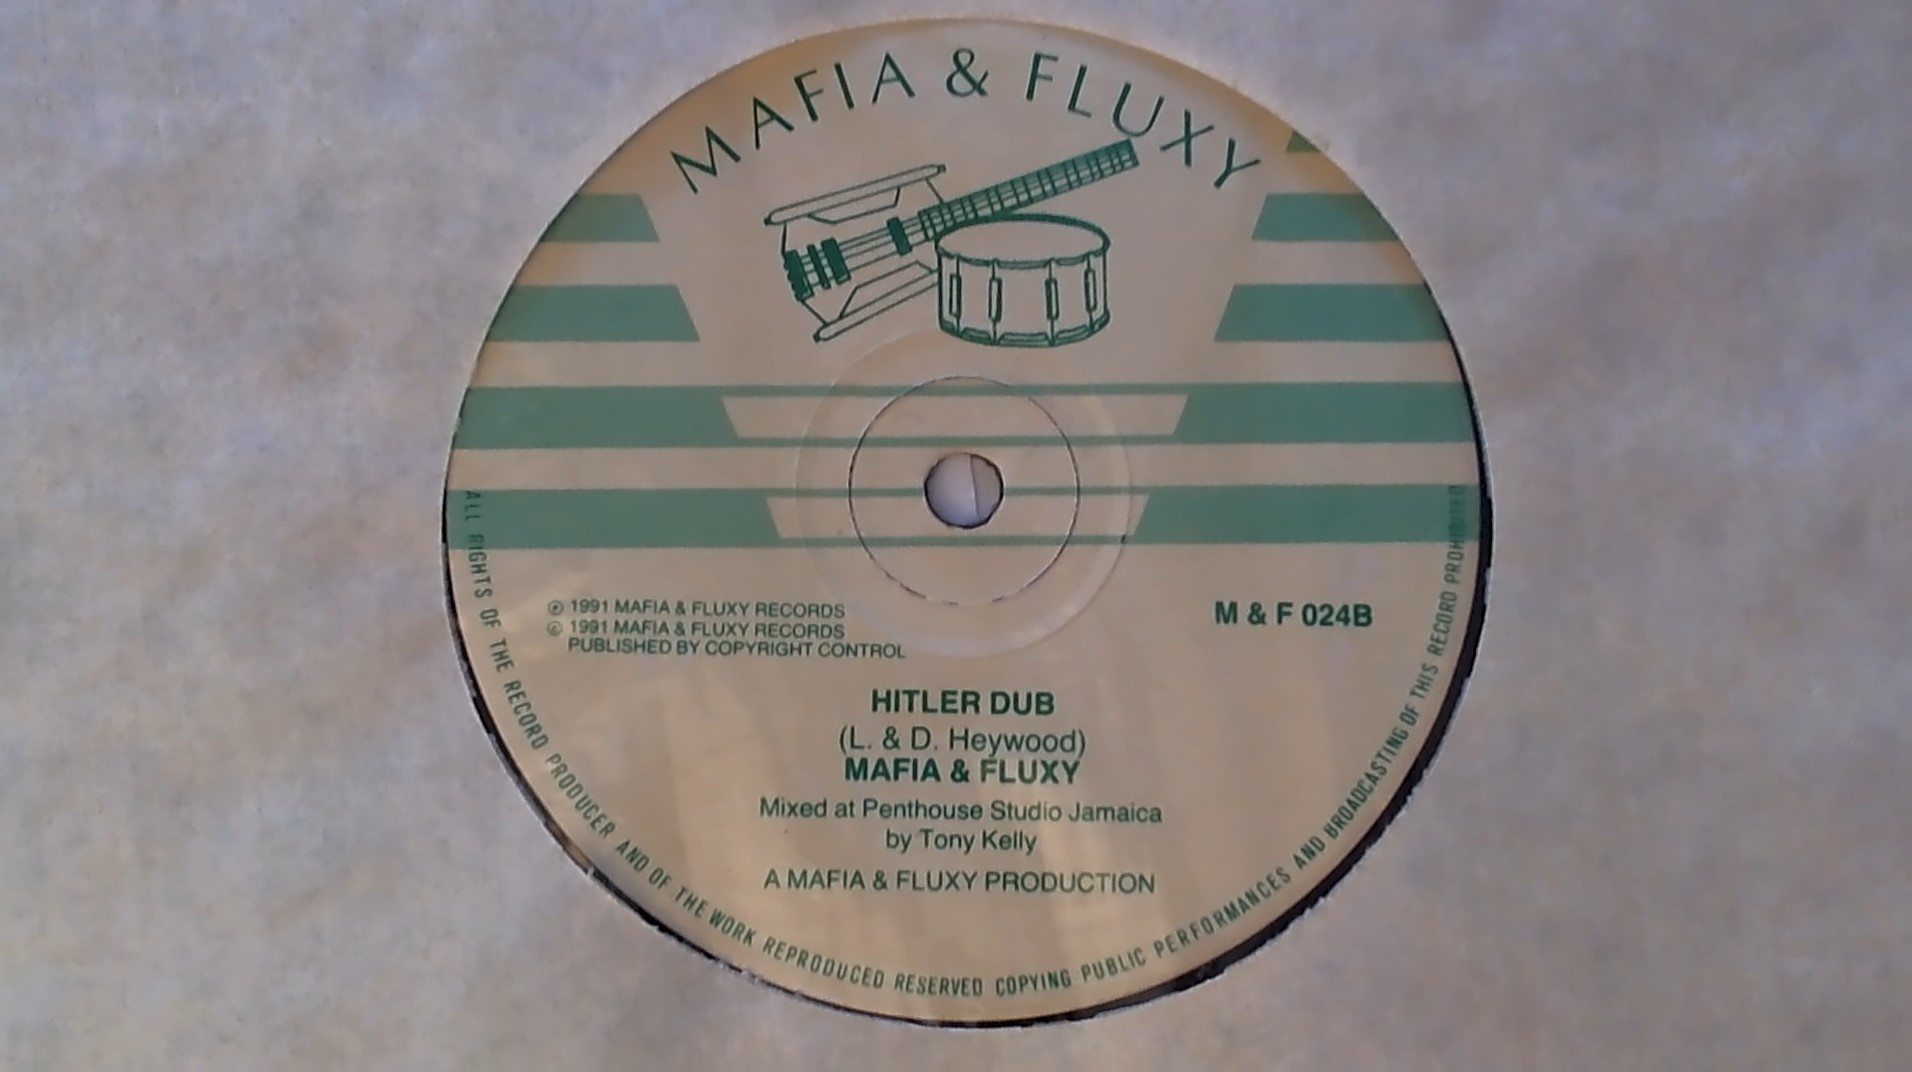 MAFIA & FLUXY
℗ 1991 MAFIA & FLUXY RECORDS
© 1991 MAFIA & FLUXY RECORDS
PUBLISHED BY COPYRIGHT CONTROL
M & F 024B
HITLER DUB
(L. & D. Heywood)
MAFIA & FLUXY
Mixed at Penthouse Studio Jamaica
by Tony Kelly
A MAFIA & FLUXY PRODUCTION
ALL RIGHTS OF THE RECORD PRODUCER AND OF THE WORK REPRODUCED RESERVED COPYING PUBLIC PERFORMANCES AND BROADCASTING OF THIS RECORD PROHIBITED